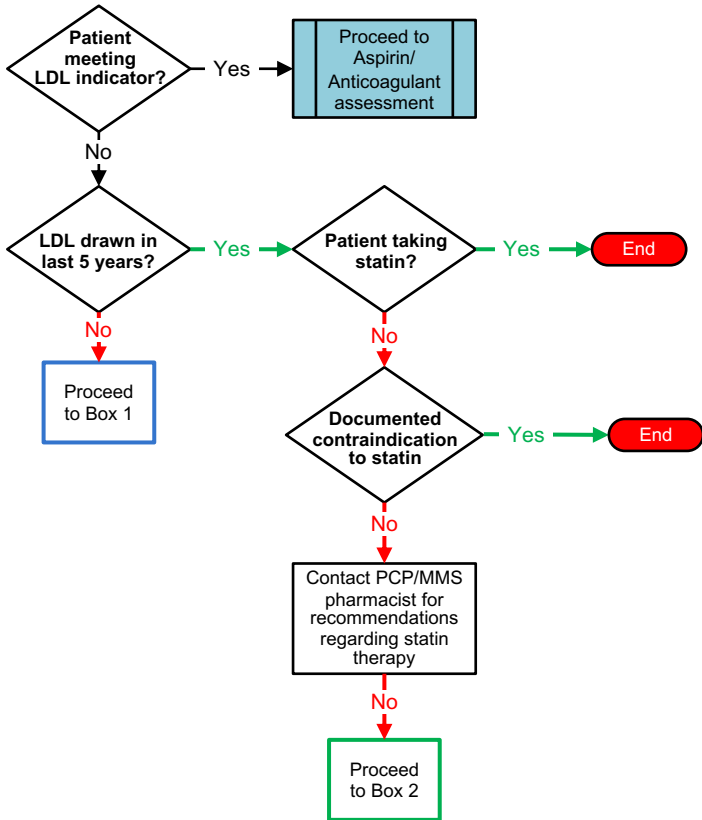 Patient
meeting
LDL indicator?
Yes
Proceed to
Aspirin/
Anticoagulant
assessment
No
LDL drawn in
last 5 years?
Yes
Patient taking
statin?
Yes
End
No
No
Proceed
to Box 1
Documented
contraindication
to statin
Yes
End
No
Contact PCP/MMS
pharmacist for
recommendations
regarding statin
therapy
No
Proceed
to Box 2